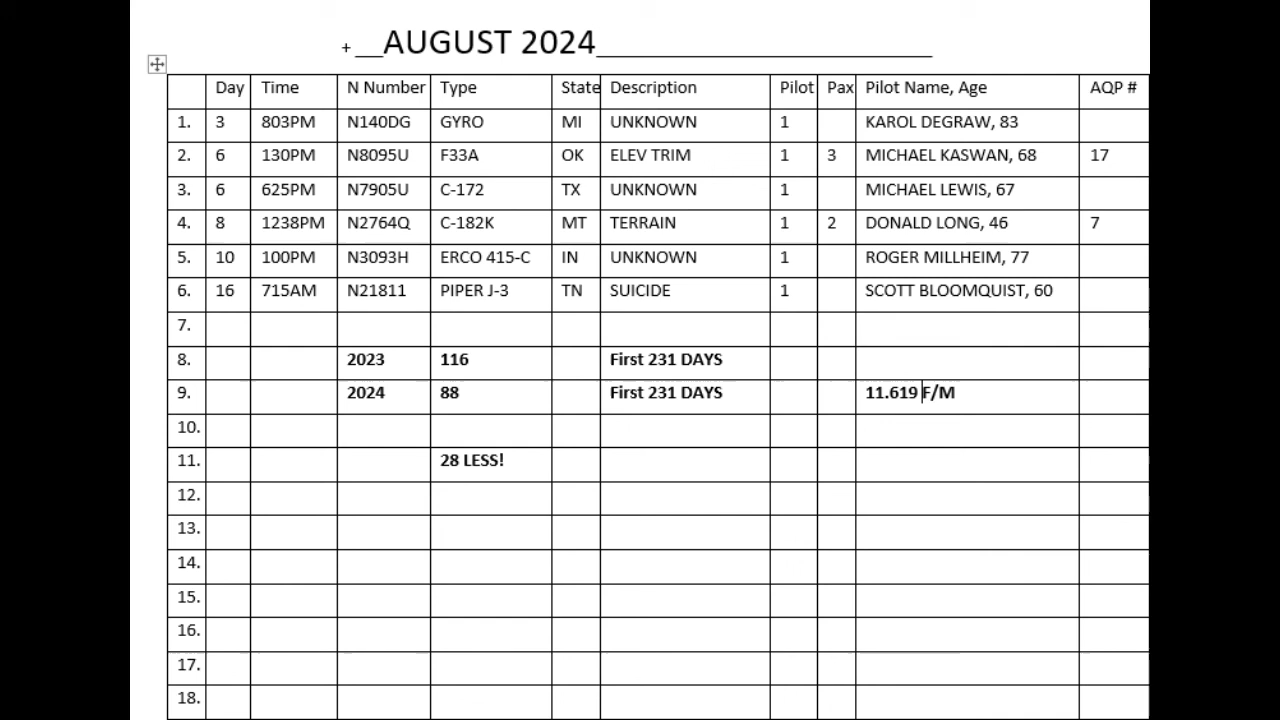 + __AUGUST 2024______________________________
Day Time N Number Type State Description Pilot Pax Pilot Name, Age AQP #
1. 3 803PM N140DG GYRO MI UNKNOWN 1 KAROL DEGRAW, 83
2. 6 130PM N8095U F33A OK ELEV TRIM 1 3 MICHAEL KASWAN, 68 17
3. 6 625PM N7905U C-172 TX UNKNOWN 1 MICHAEL LEWIS, 67
4. 8 1238PM N2764Q C-182K MT TERRAIN 1 2 DONALD LONG, 46 7
5. 10 100PM N3093H ERCO 415-C IN UNKNOWN 1 ROGER MILLHEIM, 77
6. 16 715AM N21811 PIPER J-3 TN SUICIDE 1 SCOTT BLOOMQUIST, 60
7.
8. 2023 116 First 231 DAYS
9. 2024 88 First 231 DAYS 11.619 F/M
10.
11. 28 LESS!
12.
13.
14.
15.
16.
17.
18.